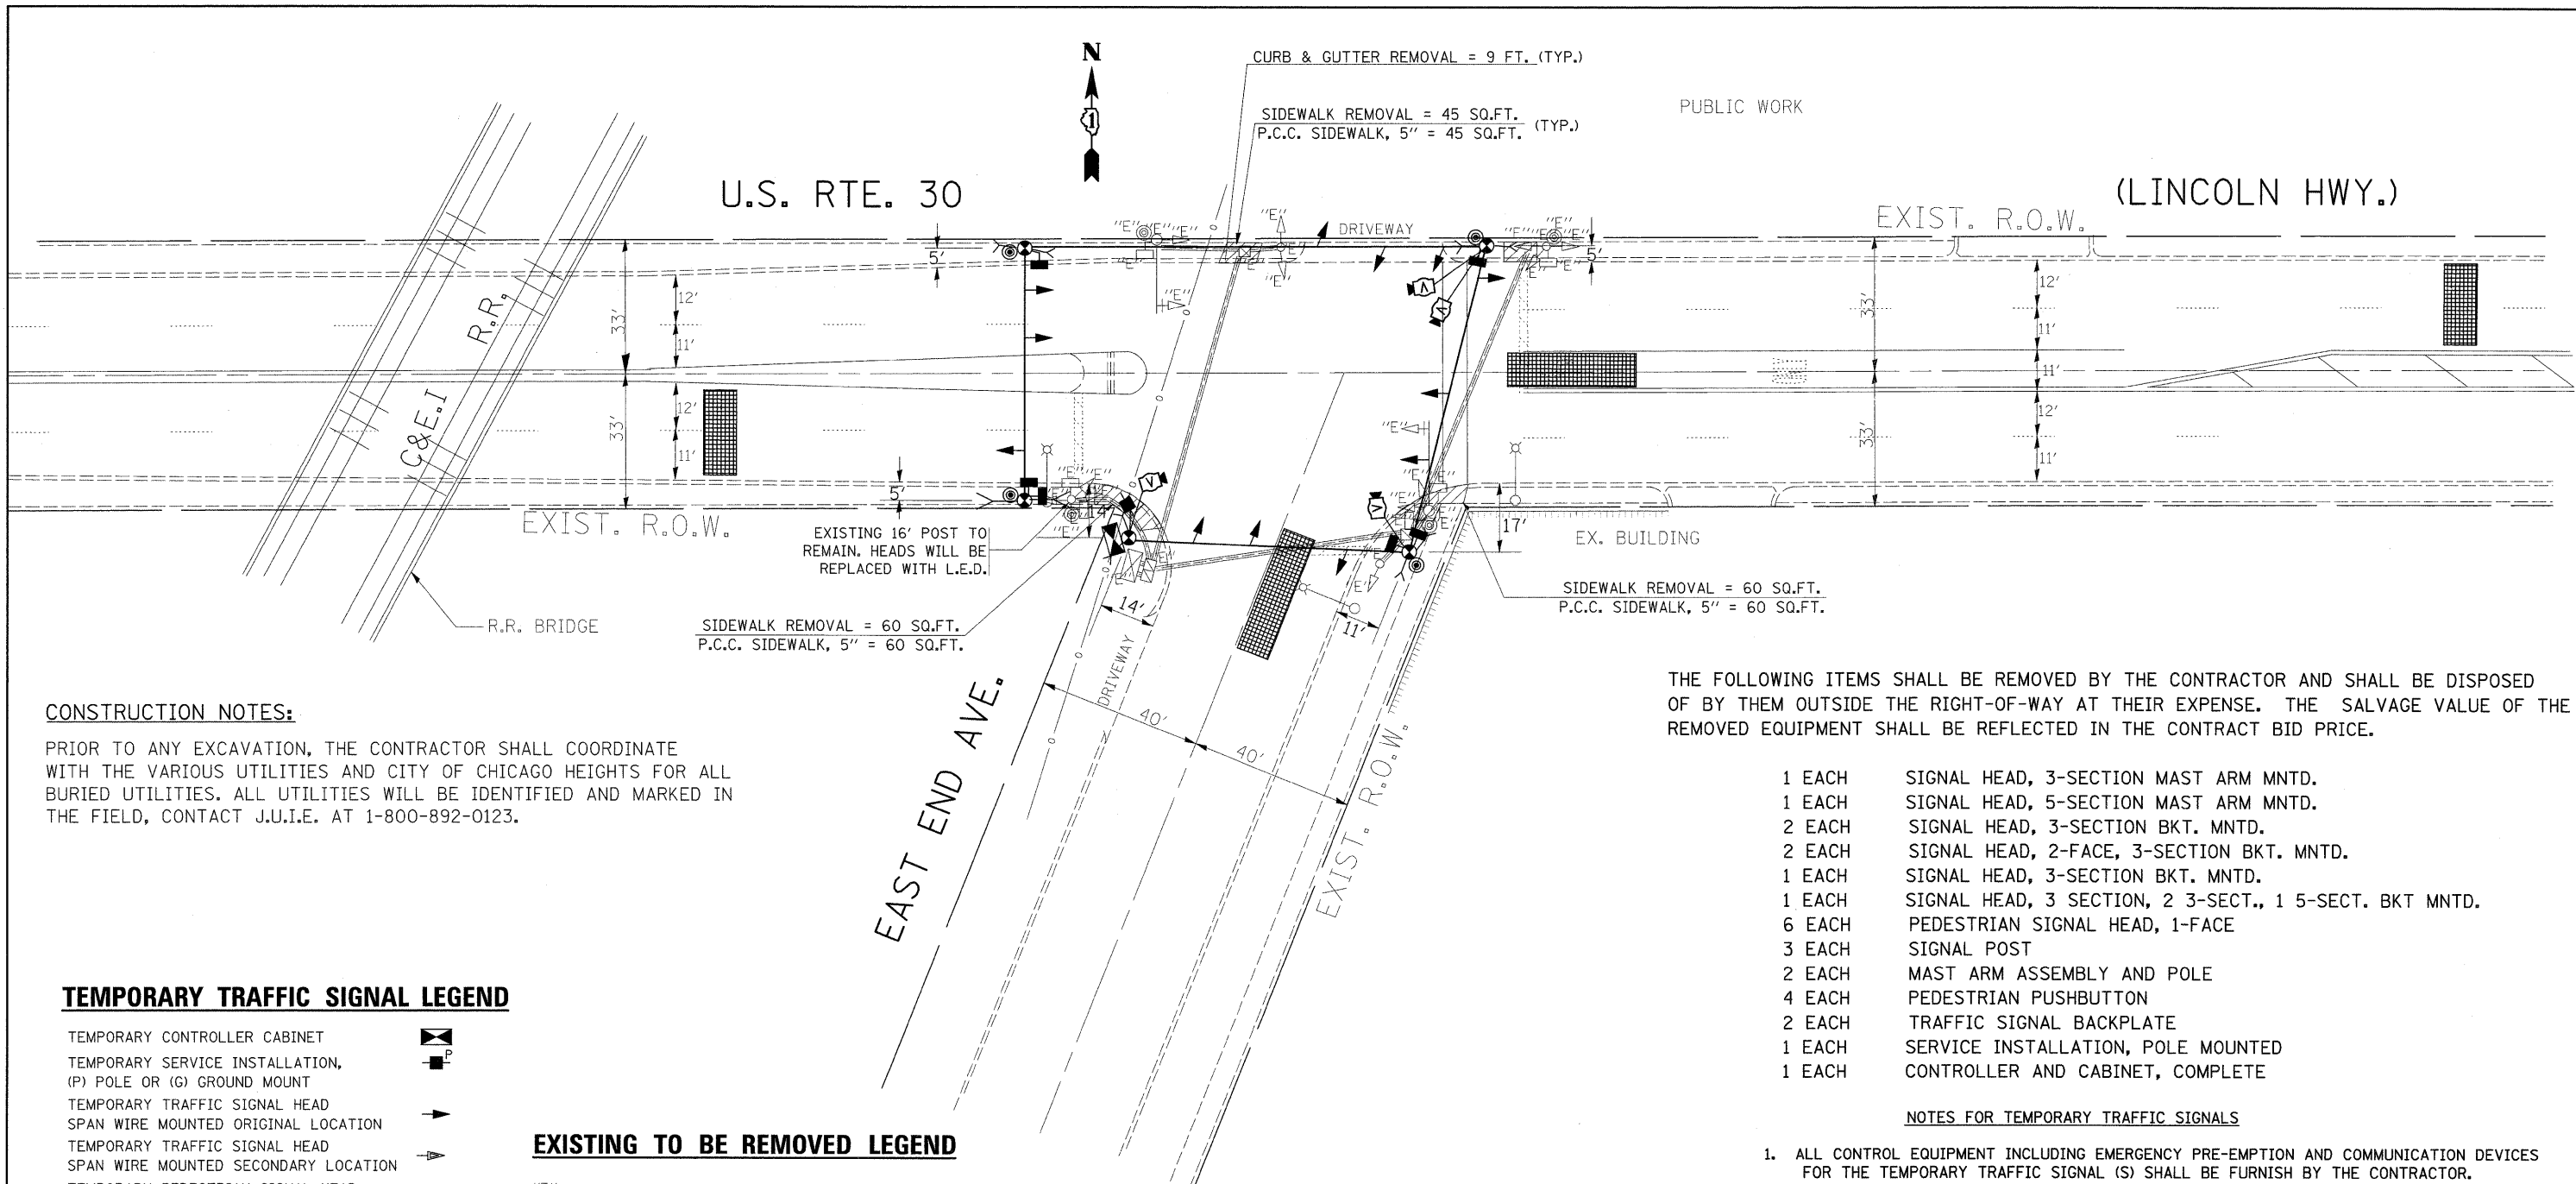 N
1
CURB & GUTTER REMOVAL = 9 FT. (TYP.)
SIDEWALK REMOVAL = 45 SQ.FT.
P.C.C. SIDEWALK, 5" = 45 SQ.FT. (TYP.)
PUBLIC WORK
U.S. RTE. 30
(LINCOLN HWY.)
EXIST. R.O.W.
DRIVEWAY
"E"
"E"
"E"
"E"
"E"
"E"
5'
5'
33'
12'
11'
33'
12'
11'
11'
C&E.I R.R.
33'
12'
11'
33'
12'
11'
5'
14'
17'
EXIST. R.O.W.
EXISTING 16' POST TO
REMAIN. HEADS WILL BE
REPLACED WITH L.E.D.
EX. BUILDING
SIDEWALK REMOVAL = 60 SQ.FT.
P.C.C. SIDEWALK, 5" = 60 SQ.FT.
R.R. BRIDGE
SIDEWALK REMOVAL = 60 SQ.FT.
P.C.C. SIDEWALK, 5" = 60 SQ.FT.
14'
11'
DRIVEWAY
40'
40'
EAST END AVE.
EXIST. R.O.W.
CONSTRUCTION NOTES:
PRIOR TO ANY EXCAVATION, THE CONTRACTOR SHALL COORDINATE
WITH THE VARIOUS UTILITIES AND CITY OF CHICAGO HEIGHTS FOR ALL
BURIED UTILITIES. ALL UTILITIES WILL BE IDENTIFIED AND MARKED IN
THE FIELD, CONTACT J.U.I.E. AT 1-800-892-0123.
THE FOLLOWING ITEMS SHALL BE REMOVED BY THE CONTRACTOR AND SHALL BE DISPOSED
OF BY THEM OUTSIDE THE RIGHT-OF-WAY AT THEIR EXPENSE. THE SALVAGE VALUE OF THE
REMOVED EQUIPMENT SHALL BE REFLECTED IN THE CONTRACT BID PRICE.
1 EACH SIGNAL HEAD, 3-SECTION MAST ARM MNTD.
1 EACH SIGNAL HEAD, 5-SECTION MAST ARM MNTD.
2 EACH SIGNAL HEAD, 3-SECTION BKT. MNTD.
2 EACH SIGNAL HEAD, 2-FACE, 3-SECTION BKT. MNTD.
1 EACH SIGNAL HEAD, 3-SECTION BKT. MNTD.
1 EACH SIGNAL HEAD, 3 SECTION, 2 3-SECT., 1 5-SECT. BKT MNTD.
6 EACH PEDESTRIAN SIGNAL HEAD, 1-FACE
3 EACH SIGNAL POST
2 EACH MAST ARM ASSEMBLY AND POLE
4 EACH PEDESTRIAN PUSHBUTTON
2 EACH TRAFFIC SIGNAL BACKPLATE
1 EACH SERVICE INSTALLATION, POLE MOUNTED
1 EACH CONTROLLER AND CABINET, COMPLETE
NOTES FOR TEMPORARY TRAFFIC SIGNALS
1. ALL CONTROL EQUIPMENT INCLUDING EMERGENCY PRE-EMPTION AND COMMUNICATION DEVICES
FOR THE TEMPORARY TRAFFIC SIGNAL (S) SHALL BE FURNISH BY THE CONTRACTOR.
TEMPORARY TRAFFIC SIGNAL LEGEND
TEMPORARY CONTROLLER CABINET
TEMPORARY SERVICE INSTALLATION, P
(P) POLE OR (G) GROUND MOUNT
TEMPORARY TRAFFIC SIGNAL HEAD
SPAN WIRE MOUNTED ORIGINAL LOCATION
TEMPORARY TRAFFIC SIGNAL HEAD
SPAN WIRE MOUNTED SECONDARY LOCATION
EXISTING TO BE REMOVED LEGEND